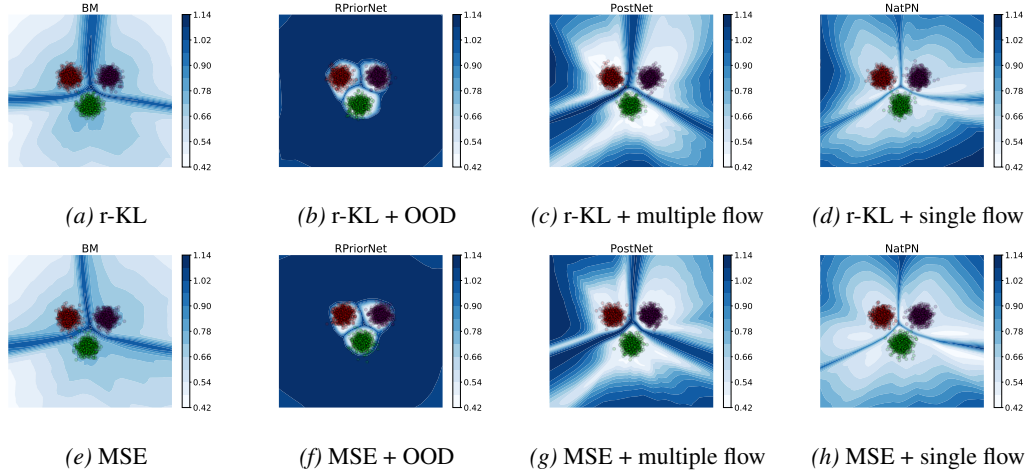 BM RPriorNet PostNet NatPN
1.14 1.14 1.14 1.14
1.02 1.02 1.02 1.02
0.90 0.90 0.90 0.90
0.78 0.78 0.78 0.78
0.66 0.66 0.66 0.66
0.54 0.54 0.54 0.54
0.42 0.42 0.42 0.42
(a) r-KL (b) r-KL + OOD (c) r-KL + multiple flow (d) r-KL + single flow
BM RPriorNet PostNet NatPN
1.14 1.14 1.14 1.14
1.02 1.02 1.02 1.02
0.90 0.90 0.90 0.90
0.78 0.78 0.78 0.78
0.66 0.66 0.66 0.66
0.54 0.54 0.54 0.54
0.42 0.42 0.42 0.42
(e) MSE (f) MSE + OOD (g) MSE + multiple flow (h) MSE + single flow